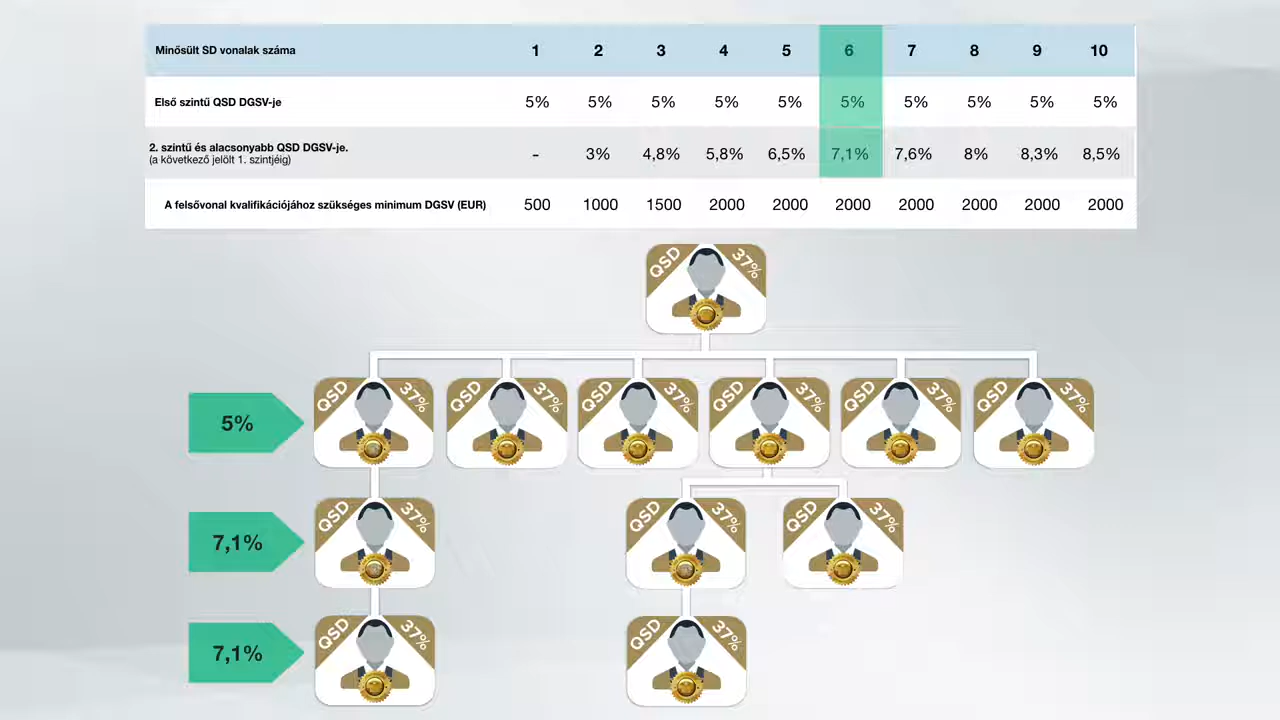 Minősült SD vonalak száma 1 2 3 4 5 6 7 8 9 10
Első szintű QSD DGSV-je 5% 5% 5% 5% 5% 5% 5% 5% 5% 5%
2. szintű és alacsonyabb QSD DGSV-je.
(a következő jelölt 1. szintjéig) - 3% 4,8% 5,8% 6,5% 7,1% 7,6% 8% 8,3% 8,5%
A felsővonal kvalifikációjához szükséges minimum DGSV (EUR) 500 1000 1500 2000 2000 2000 2000 2000 2000 2000
QSD 37%
5% QSD 37% QSD 37% QSD 37% QSD 37% QSD 37% QSD 37%
7,1% QSD 37% QSD 37% QSD 37%
7,1% QSD 37% QSD 37%